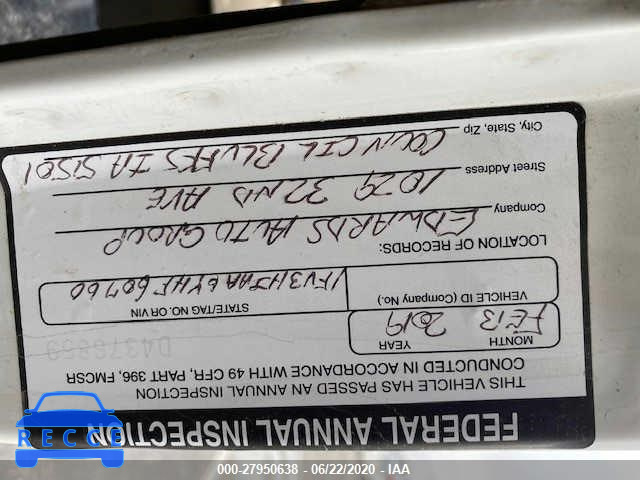 FEDERAL ANNUAL INSPECTION
THIS VEHICLE HAS PASSED AN ANNUAL INSPECTION
CONDUCTED IN ACCORDANCE WITH 49 CFR, PART 396, FMCSR
MONTH YEAR
2019
VEHICLE ID (Company No.) STATE/TAG NO. OR VIN
LOCATION OF RECORDS:
EDWARDS AUTO GROUP
Company
1029 32ND AVE
Street Address
COUNCIL BLUFFS IA 51501
City, State, Zip
RECCE
000-27950638 - 06/22/2020 - IAA